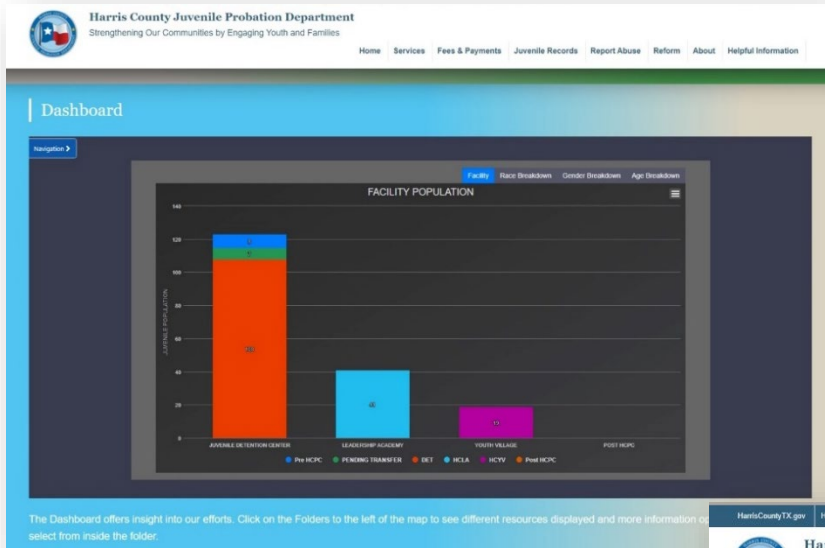 Harris County Juvenile Probation Department
Strengthening Our Communities by Engaging Youth and Families
Home Services Fees & Payments Juvenile Records Report Abuse Reform About Helpful Information
Dashboard
Navigation >
Facility Race Breakdown Gender Breakdown Age Breakdown
FACILITY POPULATION
JUVENILE POPULATION
140
120
100
80
60
40
20
0
JUVENILE DETENTION CENTER LEADERSHIP ACADEMY YOUTH VILLAGE POST HCPC
Pre HCPC PENDING TRANSFER DET HCLA HCYV Post HCPC
The Dashboard offers insight into our efforts. Click on the Folders to the left of the map to see different resources displayed and more information
select from inside the folder.
HarrisCountyTX.gov